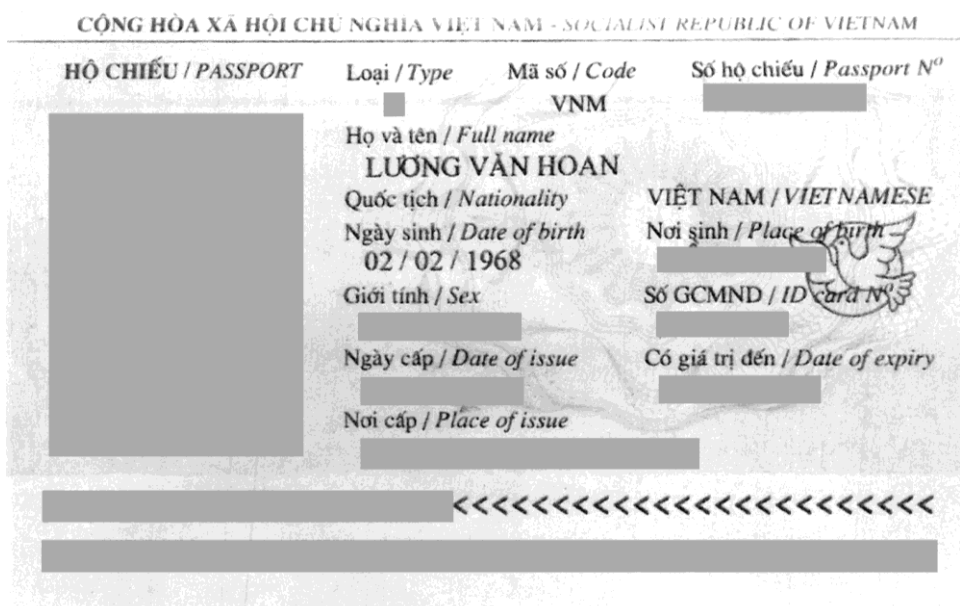 CỘNG HÒA XÃ HỘI CHỦ NGHĨA VIỆT NAM - SOCIALIST REPUBLIC OF VIETNAM
HỘ CHIẾU / PASSPORT Loại / Type Mã số / Code Số hộ chiếu / Passport Nº
VNM
Họ và tên / Full name
LƯƠNG VĂN HOAN
Quốc tịch / Nationality VIỆT NAM / VIETNAMESE
Ngày sinh / Date of birth Nơi sinh / Place of birth
02 / 02 / 1968
Giới tính / Sex Số GCMND / ID card Nº
Ngày cấp / Date of issue Có giá trị đến / Date of expiry
Nơi cấp / Place of issue
<<<<<<<<<<<<<<<<<<<<<<<<